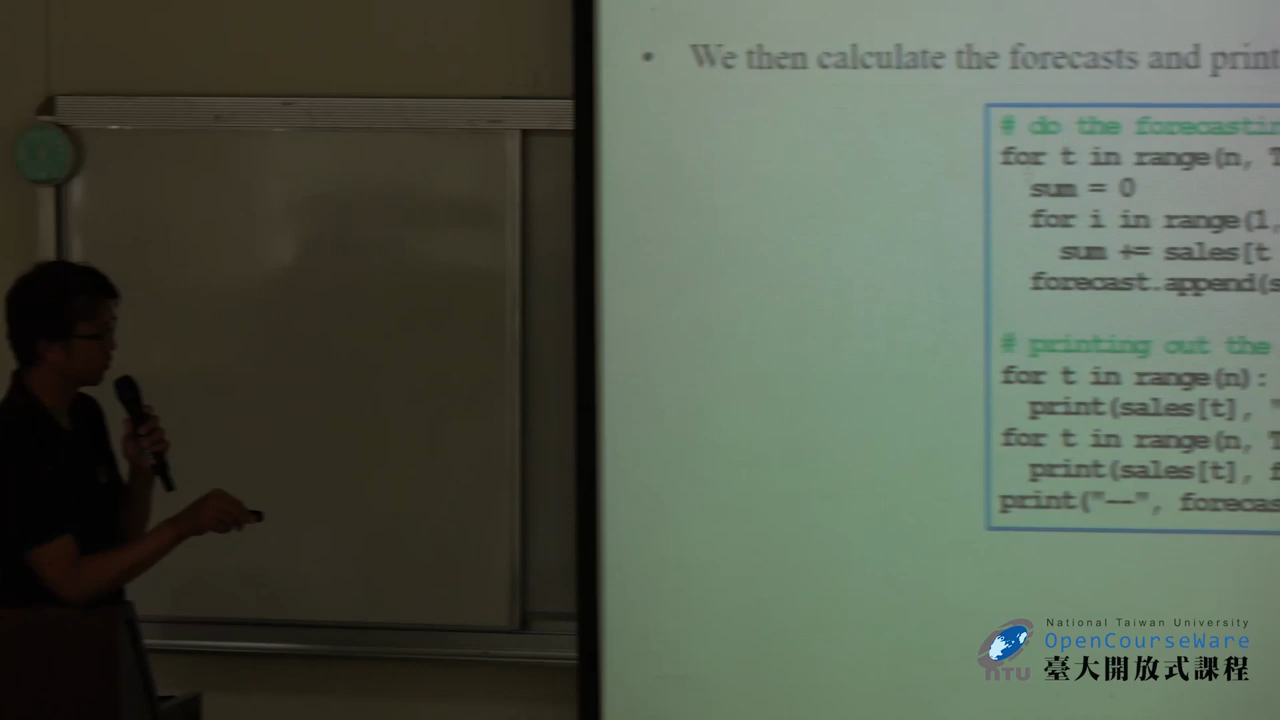 • We then calculate the forecasts and print
# do the forecastin
for t in range(n, T
sum = 0
for i in range(1,
sum += sales[t
forecast.append(s
# printing out the
for t in range(n):
print(sales[t], "
for t in range(n, T
print(sales[t], f
print("--", forecas
National Taiwan University
OpenCourseWare
臺大開放式課程
NTU